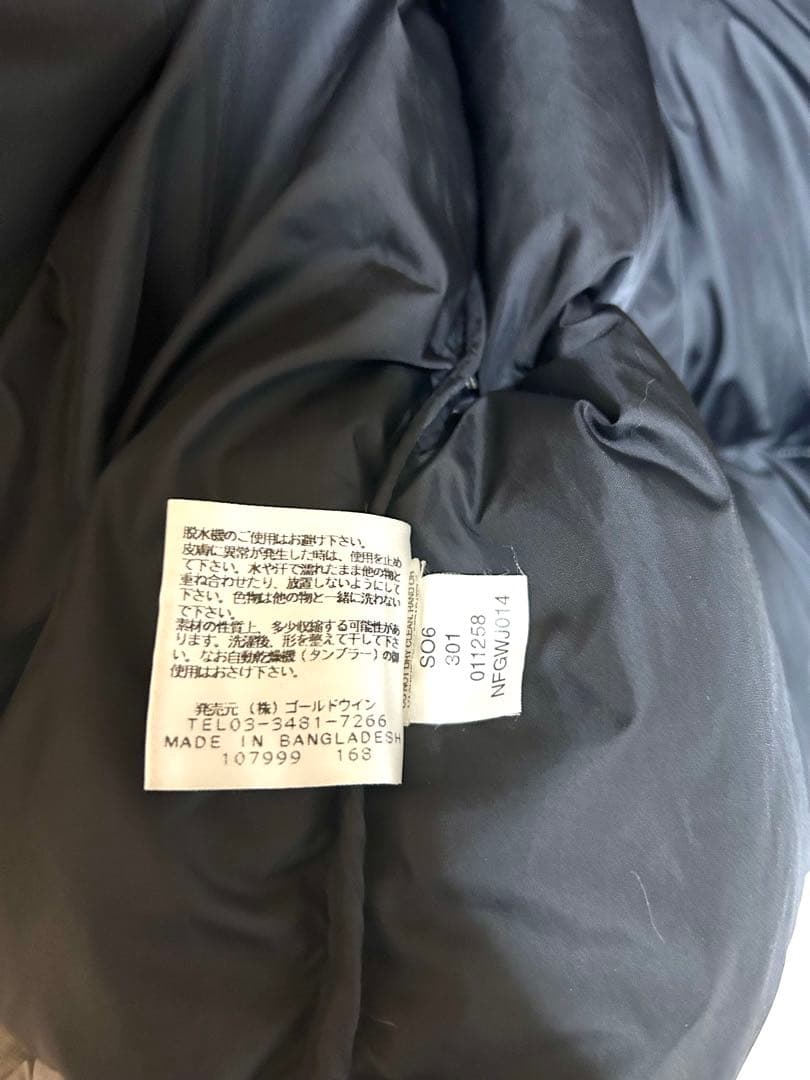 脱水機のご使用はお避け下さい。
皮膚に異常が発生した時は、使用を止め
て下さい。水や汗で濡れたまま他の物と
重ね合わせたり、放置しないようにして
下さい。色物は他の物と一緒に洗わない
で下さい。
素材の性質上、多少収縮する可能性があ
ります。洗濯後、形を整えて干して下さ
い。なお自動乾燥機(タンブラー)の御
使用はおさけ下さい。
発売元 (株) ゴールドウイン
TEL03-3481-7266
MADE IN BANGLADESH
107999 168
DO NOT DRY CLEAN, HAND OR
SO6
301
011258
NFGWJ014